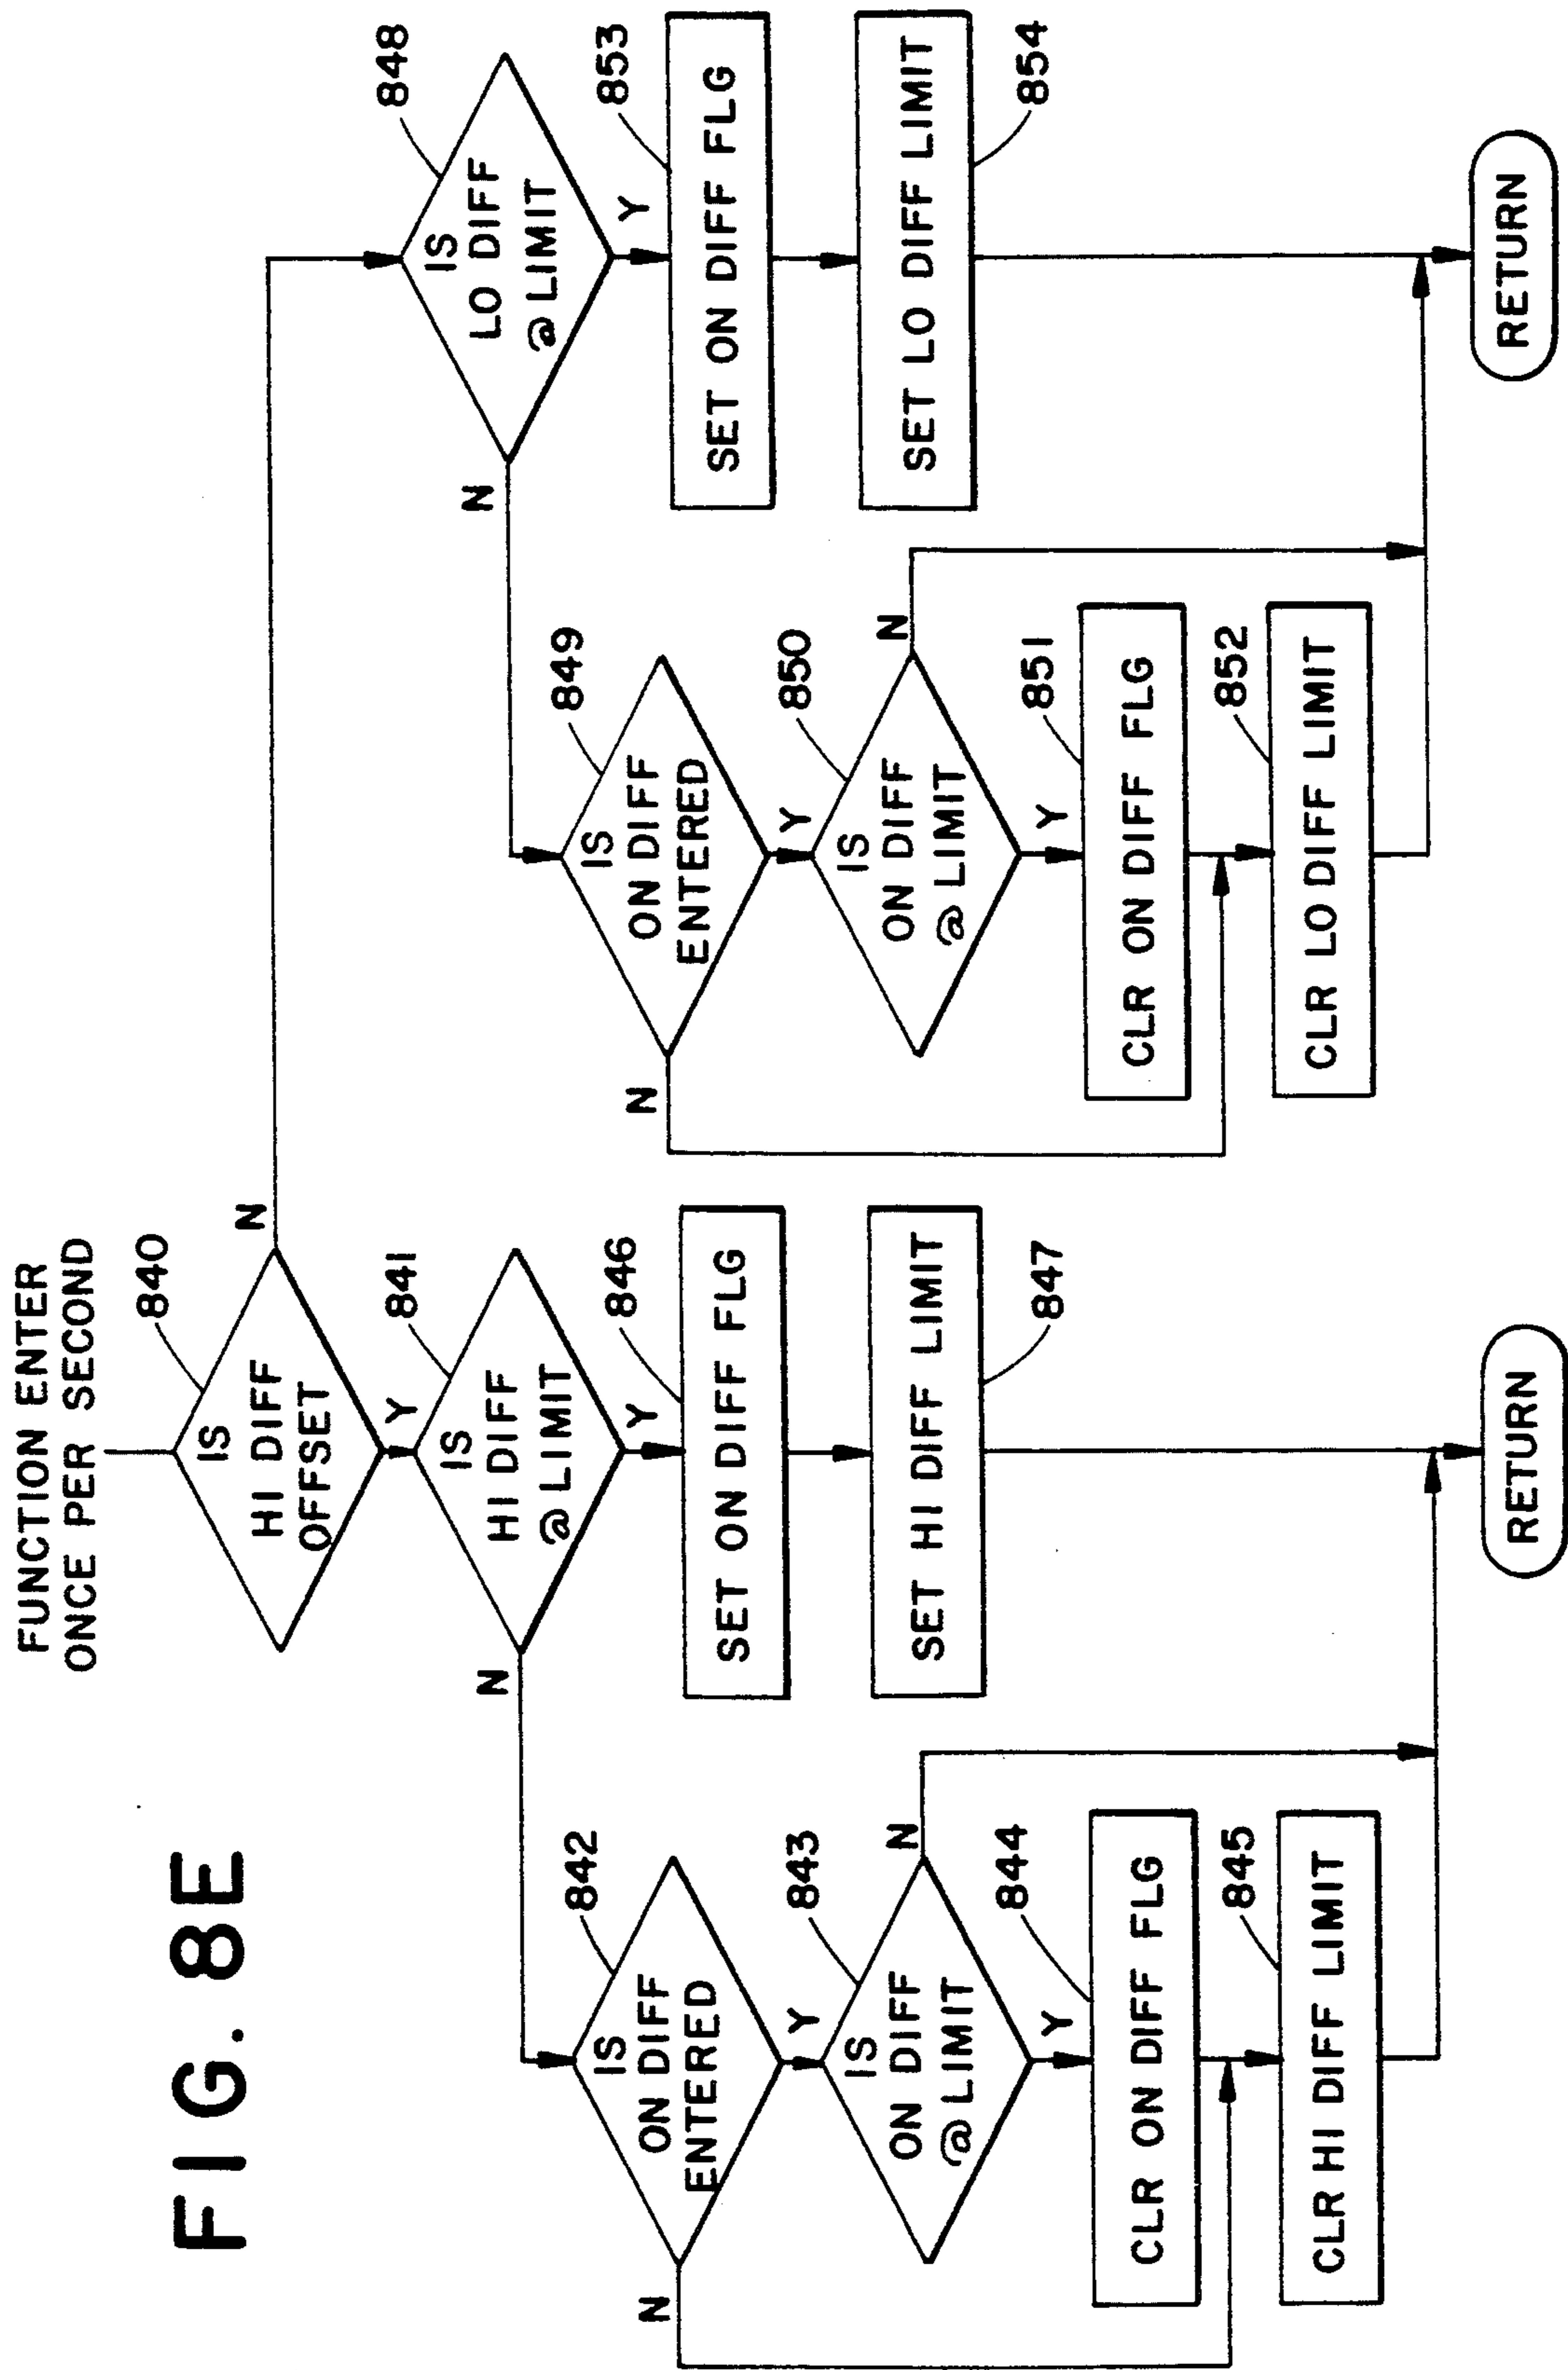 FIG. 8E
FUNCTION ENTER
ONCE PER SECOND
840
IS
HI DIFF
OFFSET
N
Y
841
IS
HI DIFF
@ LIMIT
N
Y
842
IS
ON DIFF
ENTERED
N
Y
843
IS
ON DIFF
@ LIMIT
N
Y
844
CLR ON DIFF FLG
845
CLR HI DIFF LIMIT
846
SET ON DIFF FLG
847
SET HI DIFF LIMIT
RETURN
848
IS
LO DIFF
@ LIMIT
N
Y
849
IS
ON DIFF
ENTERED
N
Y
850
IS
ON DIFF
@ LIMIT
N
Y
851
CLR ON DIFF FLG
852
CLR LO DIFF LIMIT
853
SET ON DIFF FLG
854
SET LO DIFF LIMIT
RETURN